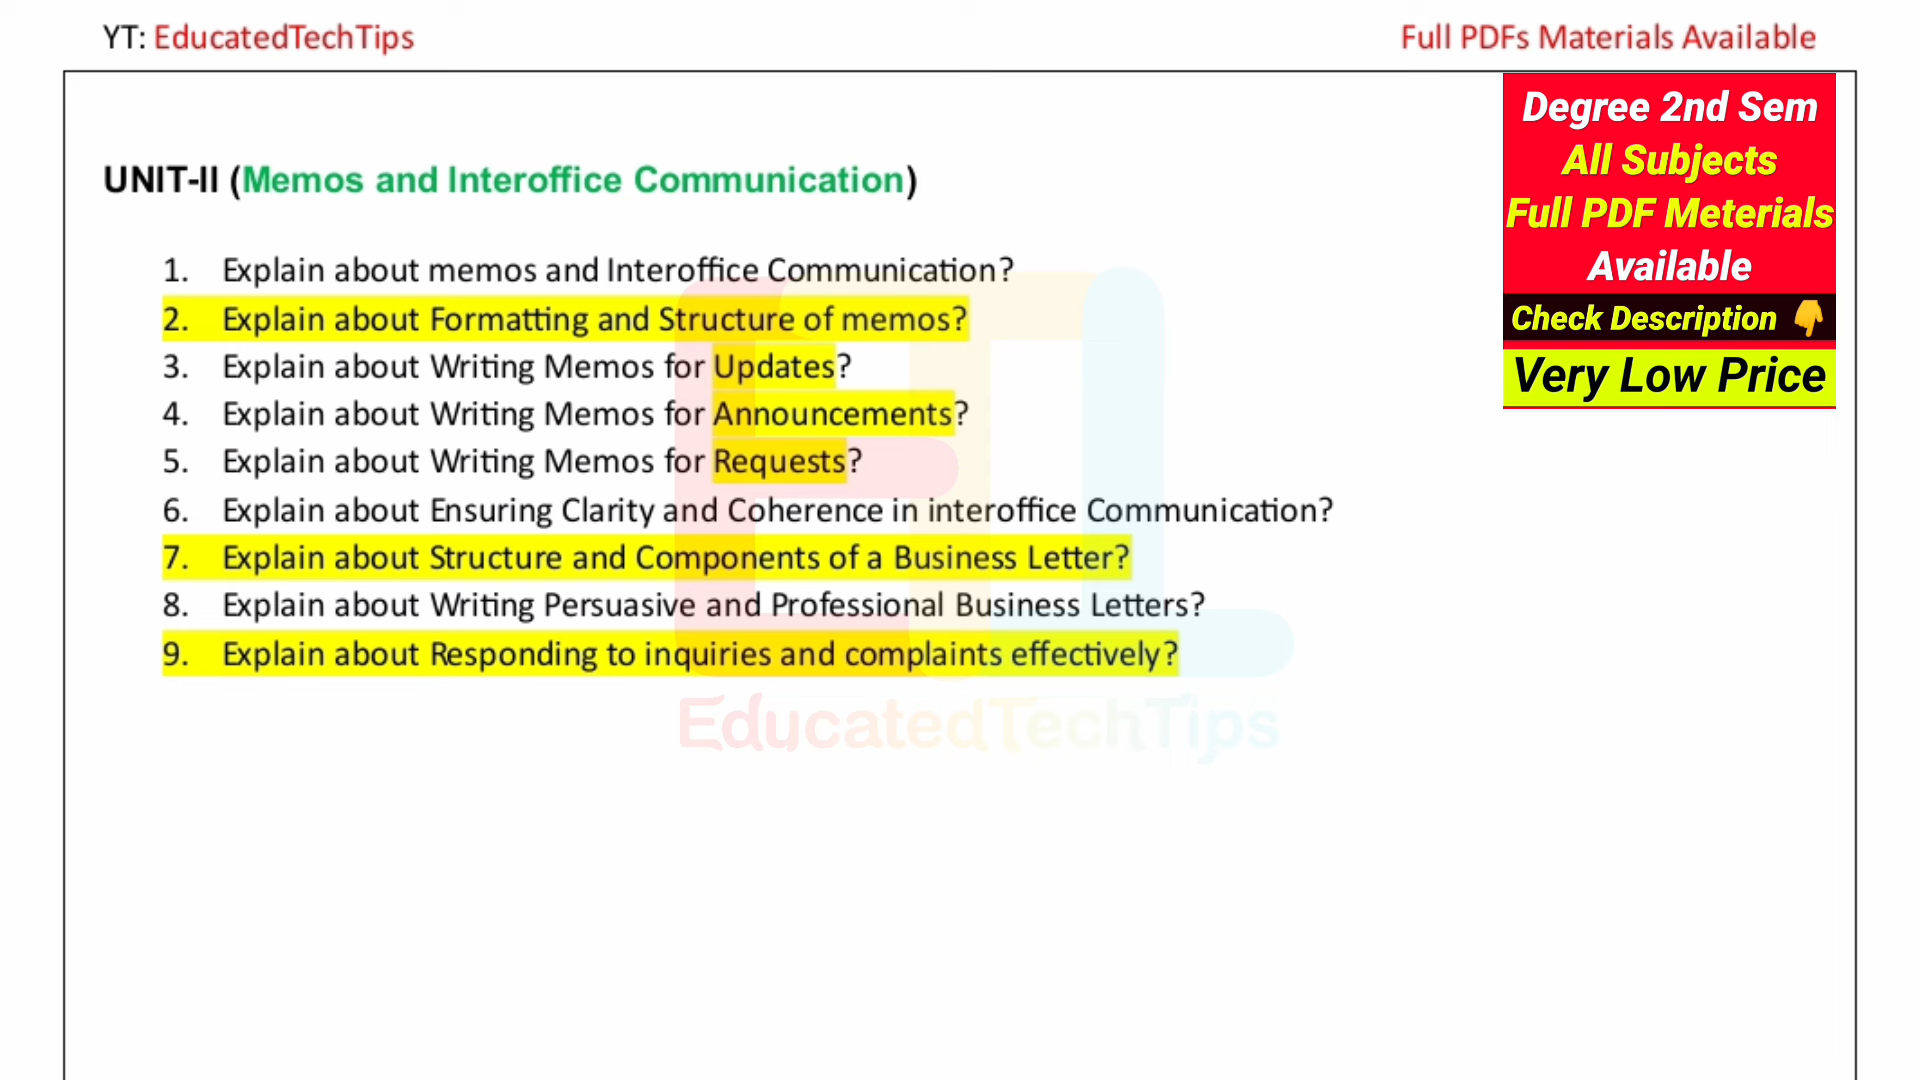 YT: EducatedTechTips
Full PDFs Materials Available
Degree 2nd Sem
All Subjects
Full PDF Meterials
Available
Check Description 👇
Very Low Price
UNIT-II (Memos and Interoffice Communication)
1. Explain about memos and Interoffice Communication?
2. Explain about Formatting and Structure of memos?
3. Explain about Writing Memos for Updates?
4. Explain about Writing Memos for Announcements?
5. Explain about Writing Memos for Requests?
6. Explain about Ensuring Clarity and Coherence in interoffice Communication?
7. Explain about Structure and Components of a Business Letter?
8. Explain about Writing Persuasive and Professional Business Letters?
9. Explain about Responding to inquiries and complaints effectively?
EducatedTechTips